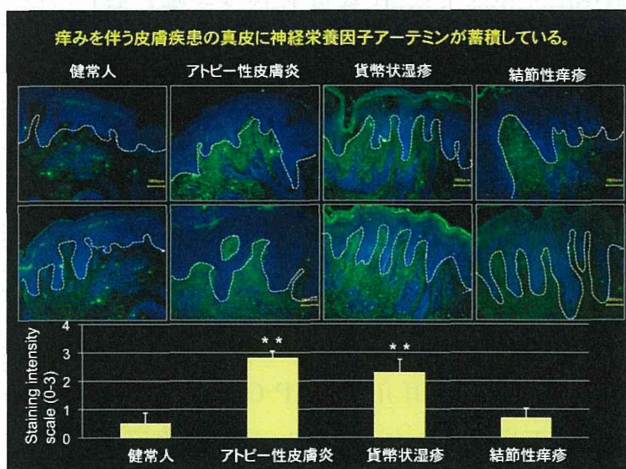 痒みを伴う皮膚疾患の真皮に神経栄養因子アーテミンが蓄積している。
健常人 アトピー性皮膚炎 貨幣状湿疹 結節性痒疹
4
3
2
1
0
Staining intensity
scale (0-3)
** **
健常人 アトピー性皮膚炎 貨幣状湿疹 結節性痒疹